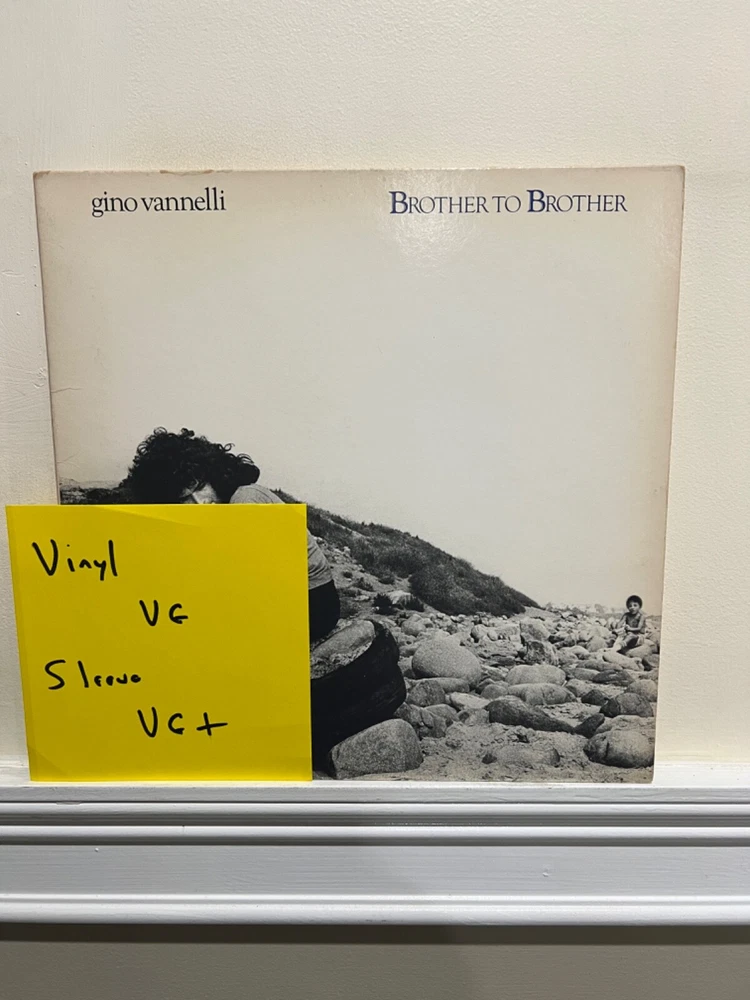 gino vannelli BROTHER TO BROTHER
Vinyl
VG
Sleeve
VG+